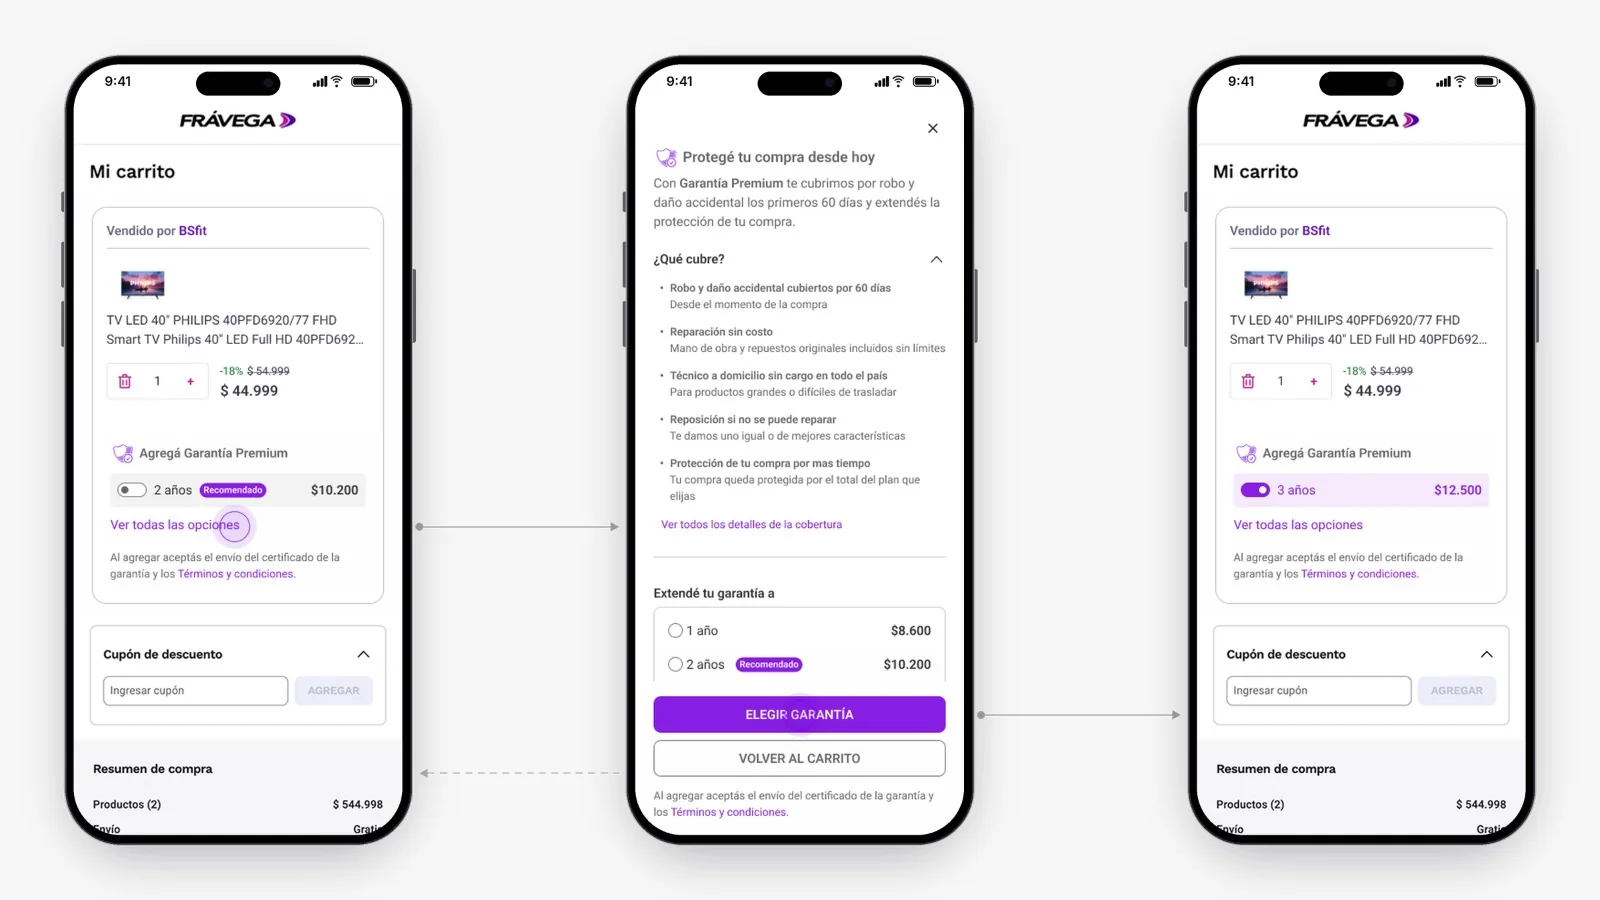 9:41
FRÁVEGA
Mi carrito
Vendido por BSfit
PHILIPS
TV LED 40" PHILIPS 40PFD6920/77 FHD
Smart TV Philips 40" LED Full HD 40PFD692...
1 +
-18% $ 54.999
$ 44.999
Agregá Garantía Premium
2 años Recomendado $10.200
Ver todas las opciones
Al agregar aceptás el envío del certificado de la
garantía y los Términos y condiciones.
Cupón de descuento
Ingresar cupón AGREGAR
Resumen de compra
Productos (2) $ 544.998
Envío Gratis
9:41
Protegé tu compra desde hoy
Con Garantía Premium te cubrimos por robo y
daño accidental los primeros 60 días y extendés la
protección de tu compra.
¿Qué cubre?
• Robo y daño accidental cubiertos por 60 días
Desde el momento de la compra
• Reparación sin costo
Mano de obra y repuestos originales incluidos sin límites
• Técnico a domicilio sin cargo en todo el país
Para productos grandes o difíciles de trasladar
• Reposición si no se puede reparar
Te damos uno igual o de mejores características
• Protección de tu compra por mas tiempo
Tu compra queda protegida por el total del plan que
elijas
Ver todos los detalles de la cobertura
Extendé tu garantía a
1 año $8.600
2 años Recomendado $10.200
ELEGIR GARANTÍA
VOLVER AL CARRITO
Al agregar aceptás el envío del certificado de la garantía y
los Términos y condiciones.
9:41
FRÁVEGA
Mi carrito
Vendido por BSfit
PHILIPS
TV LED 40" PHILIPS 40PFD6920/77 FHD
Smart TV Philips 40" LED Full HD 40PFD692...
1 +
-18% $ 54.999
$ 44.999
Agregá Garantía Premium
3 años $12.500
Ver todas las opciones
Al agregar aceptás el envío del certificado de la
garantía y los Términos y condiciones.
Cupón de descuento
Ingresar cupón AGREGAR
Resumen de compra
Productos (2) $ 544.998
Envío Gratis